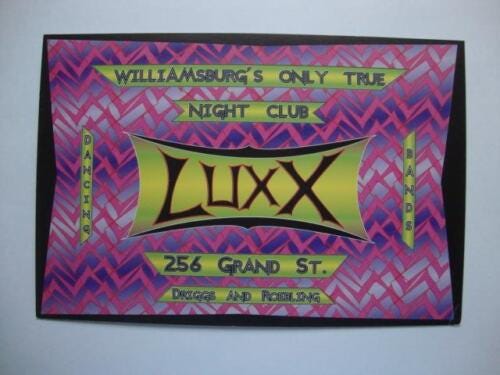 WILLIAMSBURG'S ONLY TRUE
NIGHT CLUB
DANCING
LUXX
BANDS
256 GRAND ST.
DRIGGS AND ROEBLING